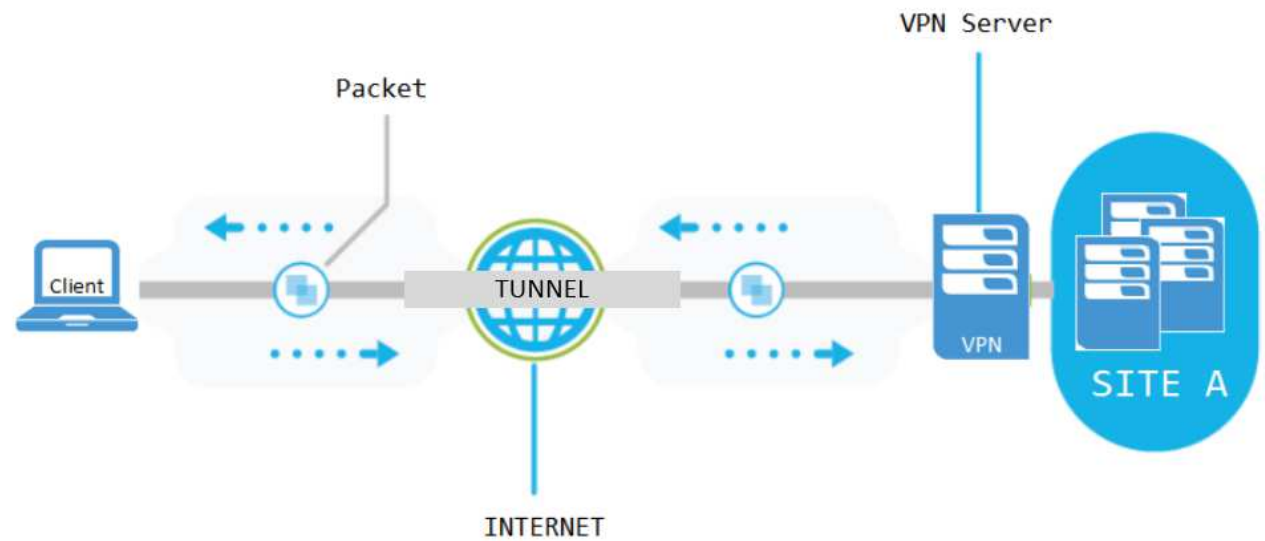 VPN Server
Packet
Client
TUNNEL
VPN
SITE A
INTERNET